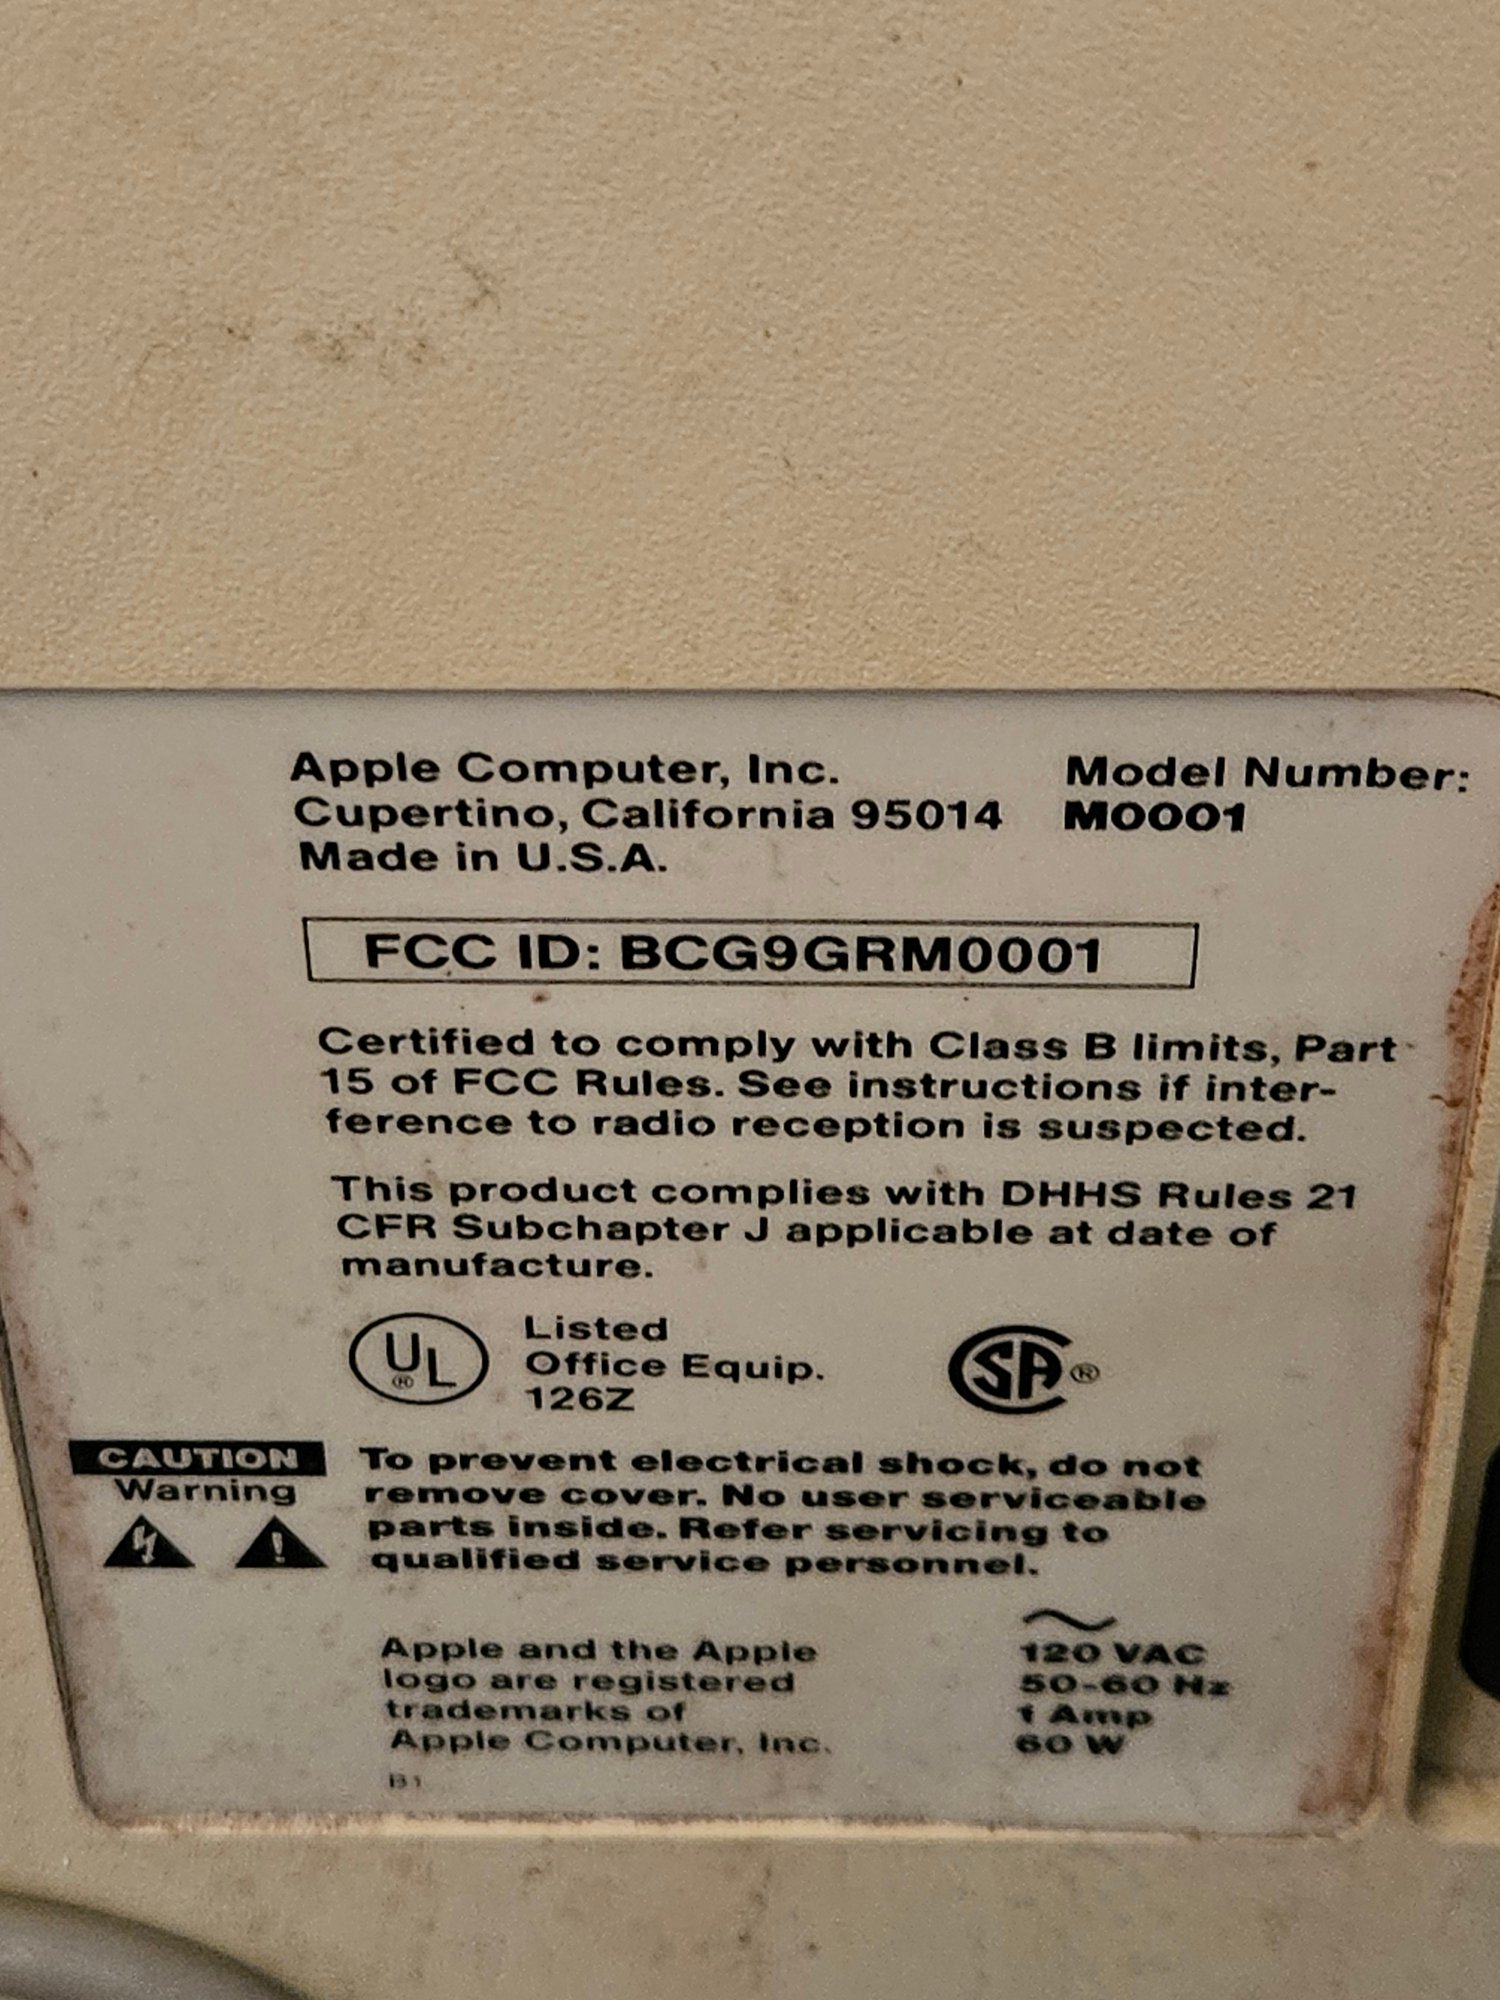 Apple Computer, Inc.
Cupertino, California 95014
Made in U.S.A.
Model Number:
M0001
FCC ID: BCG9GRM0001
Certified to comply with Class B limits, Part
15 of FCC Rules. See instructions if inter-
ference to radio reception is suspected.
This product complies with DHHS Rules 21
CFR Subchapter J applicable at date of
manufacture.
UL
®
Listed
Office Equip.
126Z
SA ®
CAUTION
Warning
To prevent electrical shock, do not
remove cover. No user serviceable
parts inside. Refer servicing to
qualified service personnel.
Apple and the Apple
logo are registered
trademarks of
Apple Computer, Inc.
120 VAC
50-60 Hz
1 Amp
60 W
B1